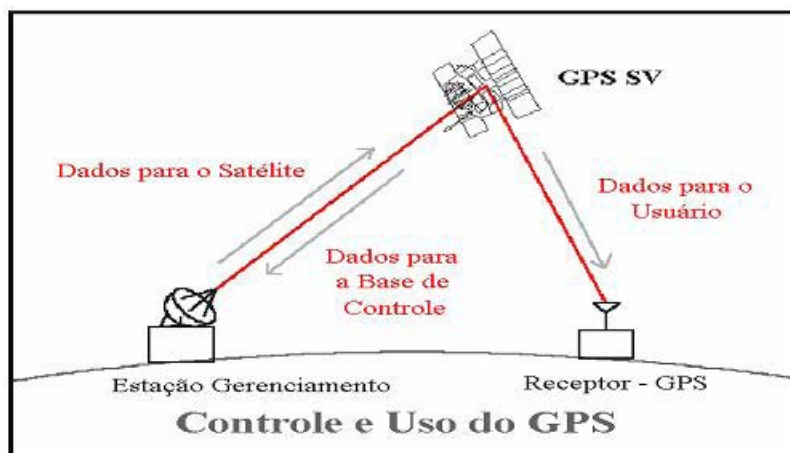 GPS SV
Dados para o Satélite
Dados para o
Usuário
Dados para
a Base de
Controle
Estação Gerenciamento
Receptor - GPS
Controle e Uso do GPS